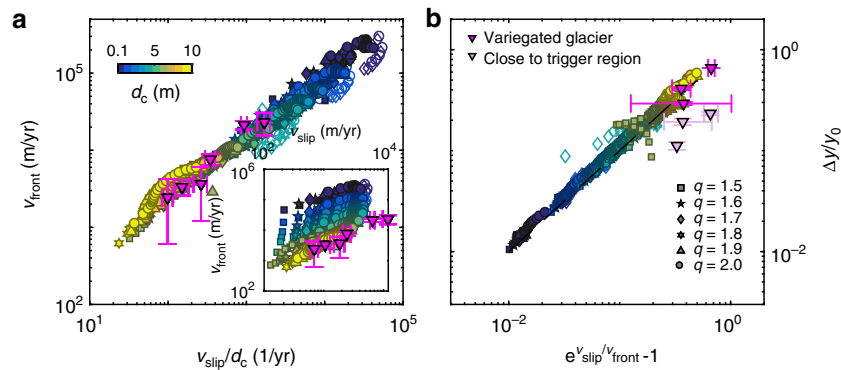 a
0.1 5 10
d_c (m)
10^5
v_front (m/yr)
10^2
10^1
10^5
v_slip/d_c (1/yr)
v_slip (m/yr)
10^2
10^4
10^4
v_front (m/yr)
10^2
b
Variegated glacier
Close to trigger region
q = 1.5
q = 1.6
q = 1.7
q = 1.8
q = 1.9
q = 2.0
10^0
Δy/y_0
10^-2
10^-2
10^0
e^{v_slip/v_front} -1